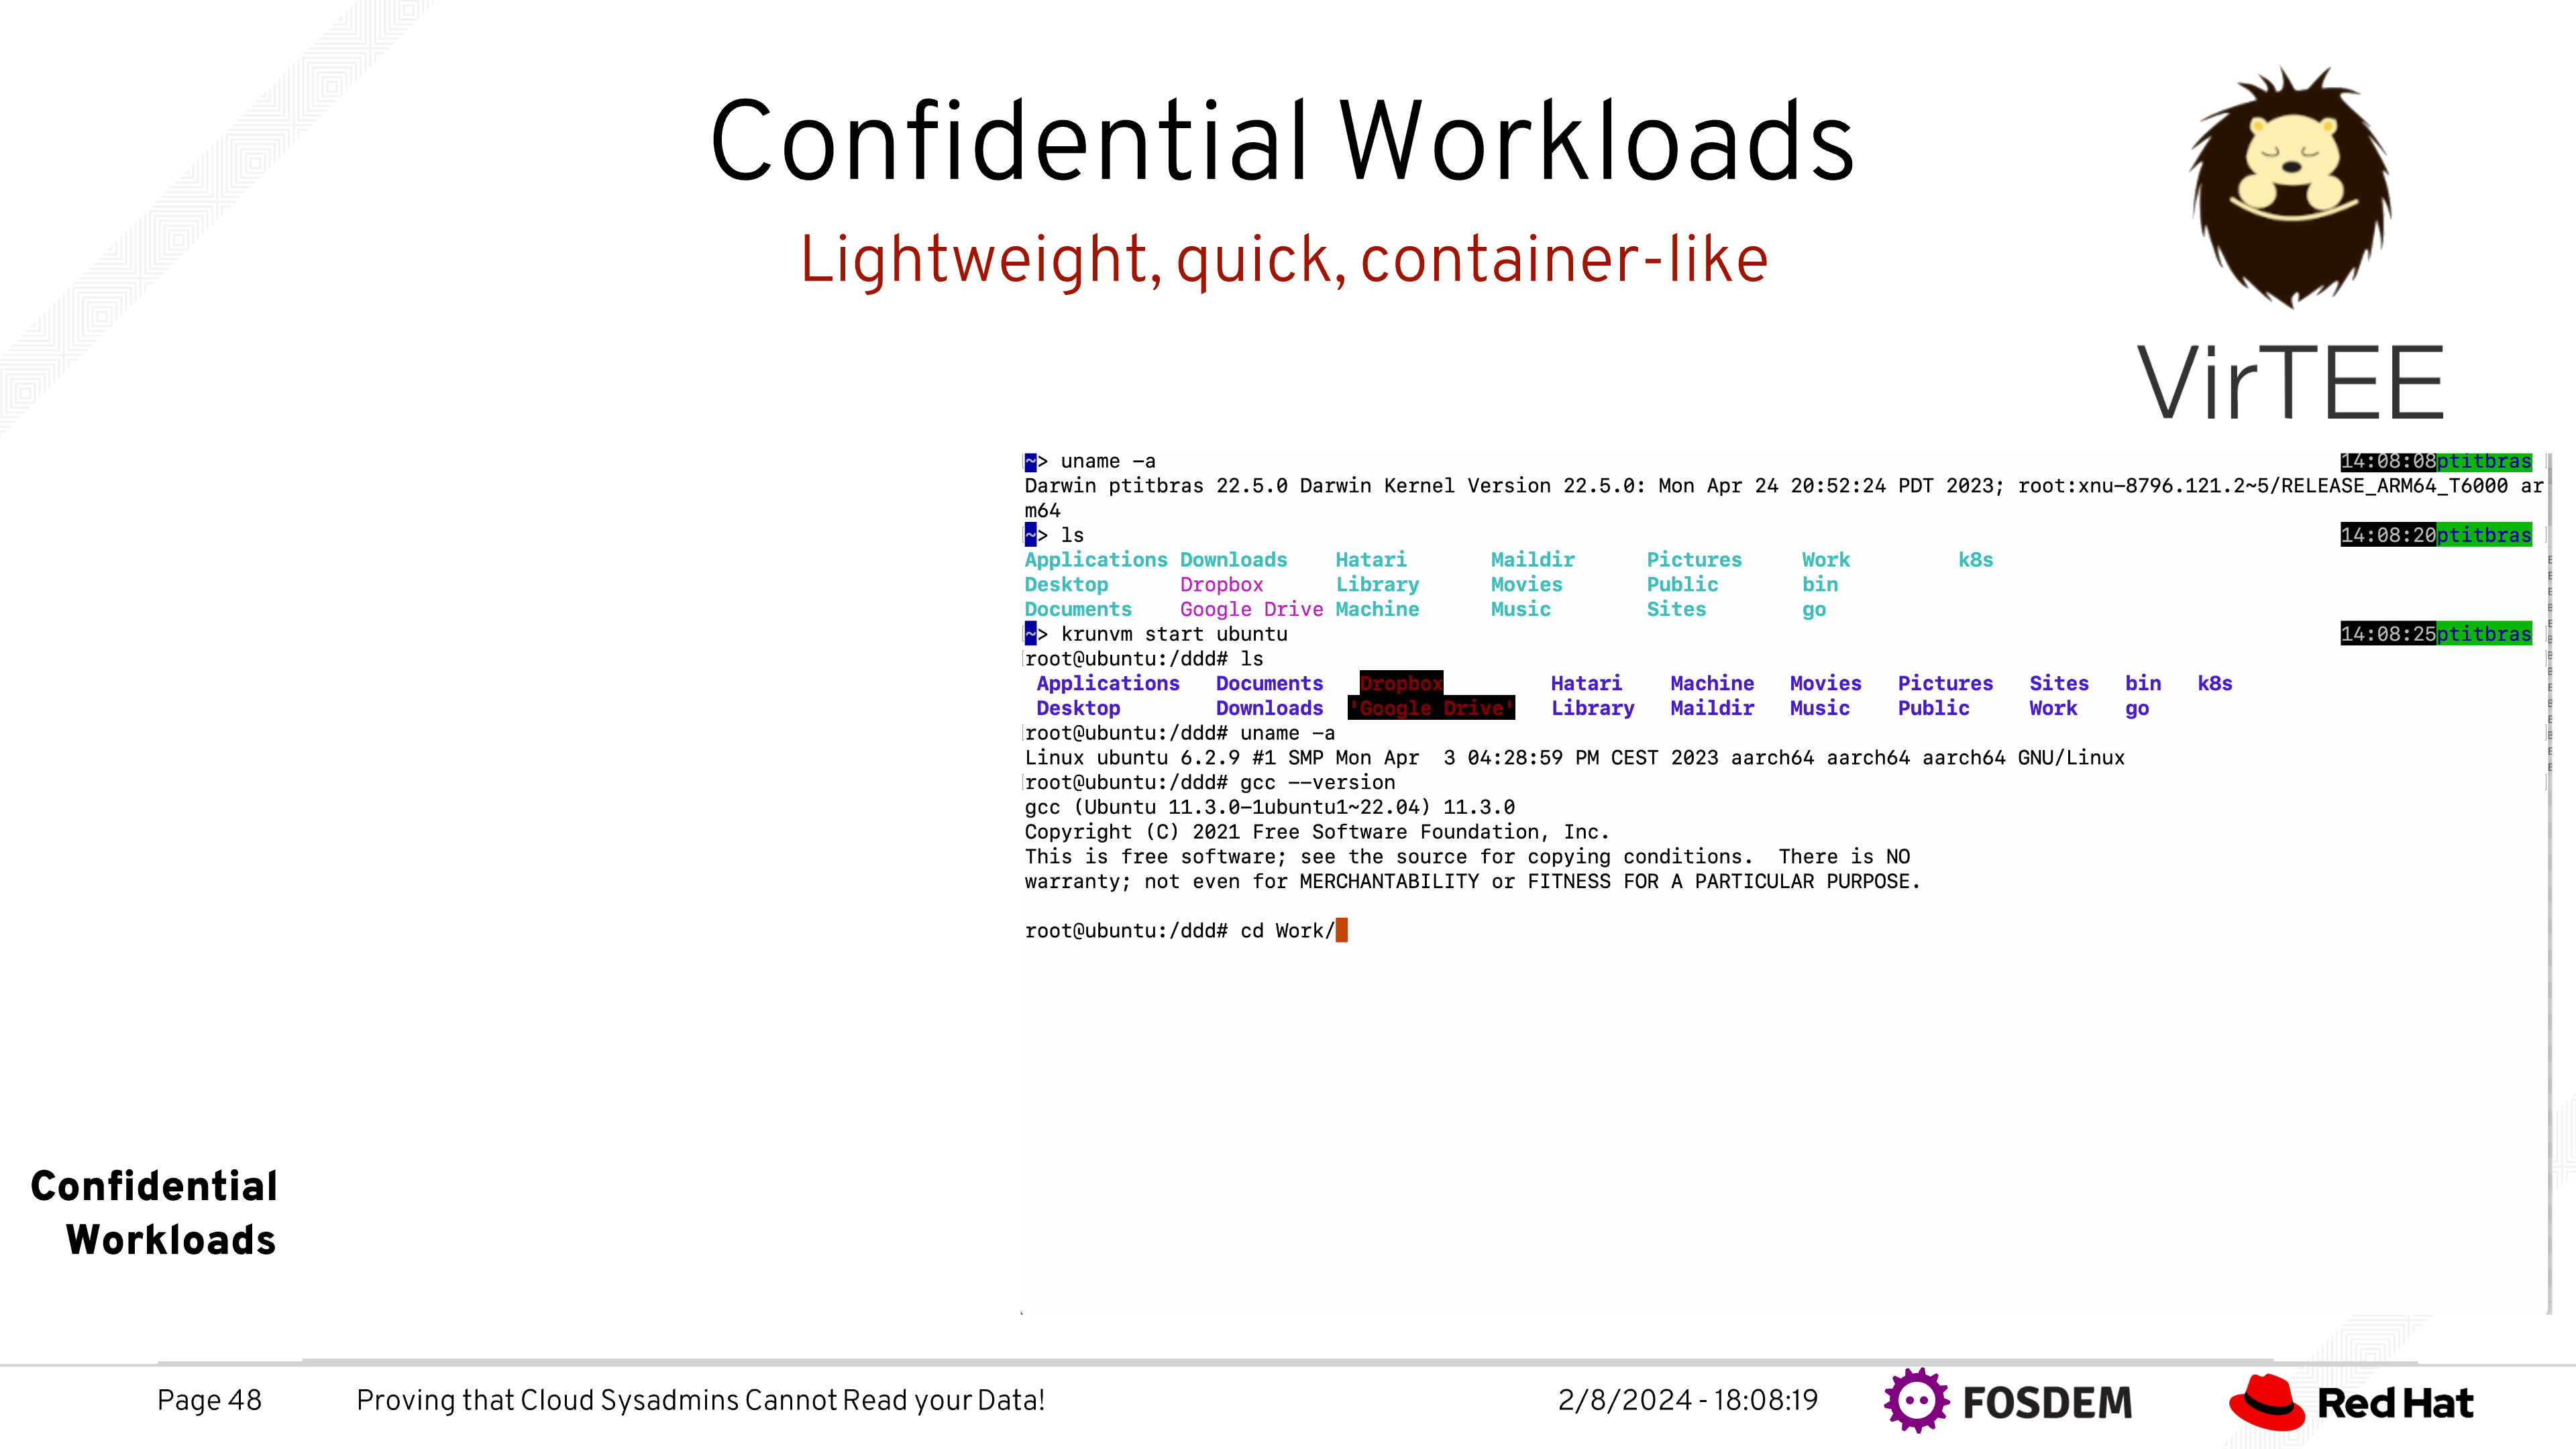 Confidential Workloads
Lightweight, quick, container-like
VirTEE
~> uname -a 14:08:08ptitbras
Darwin ptitbras 22.5.0 Darwin Kernel Version 22.5.0: Mon Apr 24 20:52:24 PDT 2023; root:xnu-8796.121.2~5/RELEASE_ARM64_T6000 ar
m64
~> ls 14:08:20ptitbras
Applications Downloads Hatari Maildir Pictures Work k8s
Desktop Dropbox Library Movies Public bin
Documents Google Drive Machine Music Sites go
~> krunvm start ubuntu 14:08:25ptitbras
root@ubuntu:/ddd# ls
Applications Documents Dropbox Hatari Machine Movies Pictures Sites bin k8s
Desktop Downloads 'Google Drive' Library Maildir Music Public Work go
root@ubuntu:/ddd# uname -a
Linux ubuntu 6.2.9 #1 SMP Mon Apr  3 04:28:59 PM CEST 2023 aarch64 aarch64 aarch64 GNU/Linux
root@ubuntu:/ddd# gcc --version
gcc (Ubuntu 11.3.0-1ubuntu1~22.04) 11.3.0
Copyright (C) 2021 Free Software Foundation, Inc.
This is free software; see the source for copying conditions.  There is NO
warranty; not even for MERCHANTABILITY or FITNESS FOR A PARTICULAR PURPOSE.
root@ubuntu:/ddd# cd Work/
Confidential
Workloads
Page 48 Proving that Cloud Sysadmins Cannot Read your Data! 2/8/2024 - 18:08:19 FOSDEM Red Hat